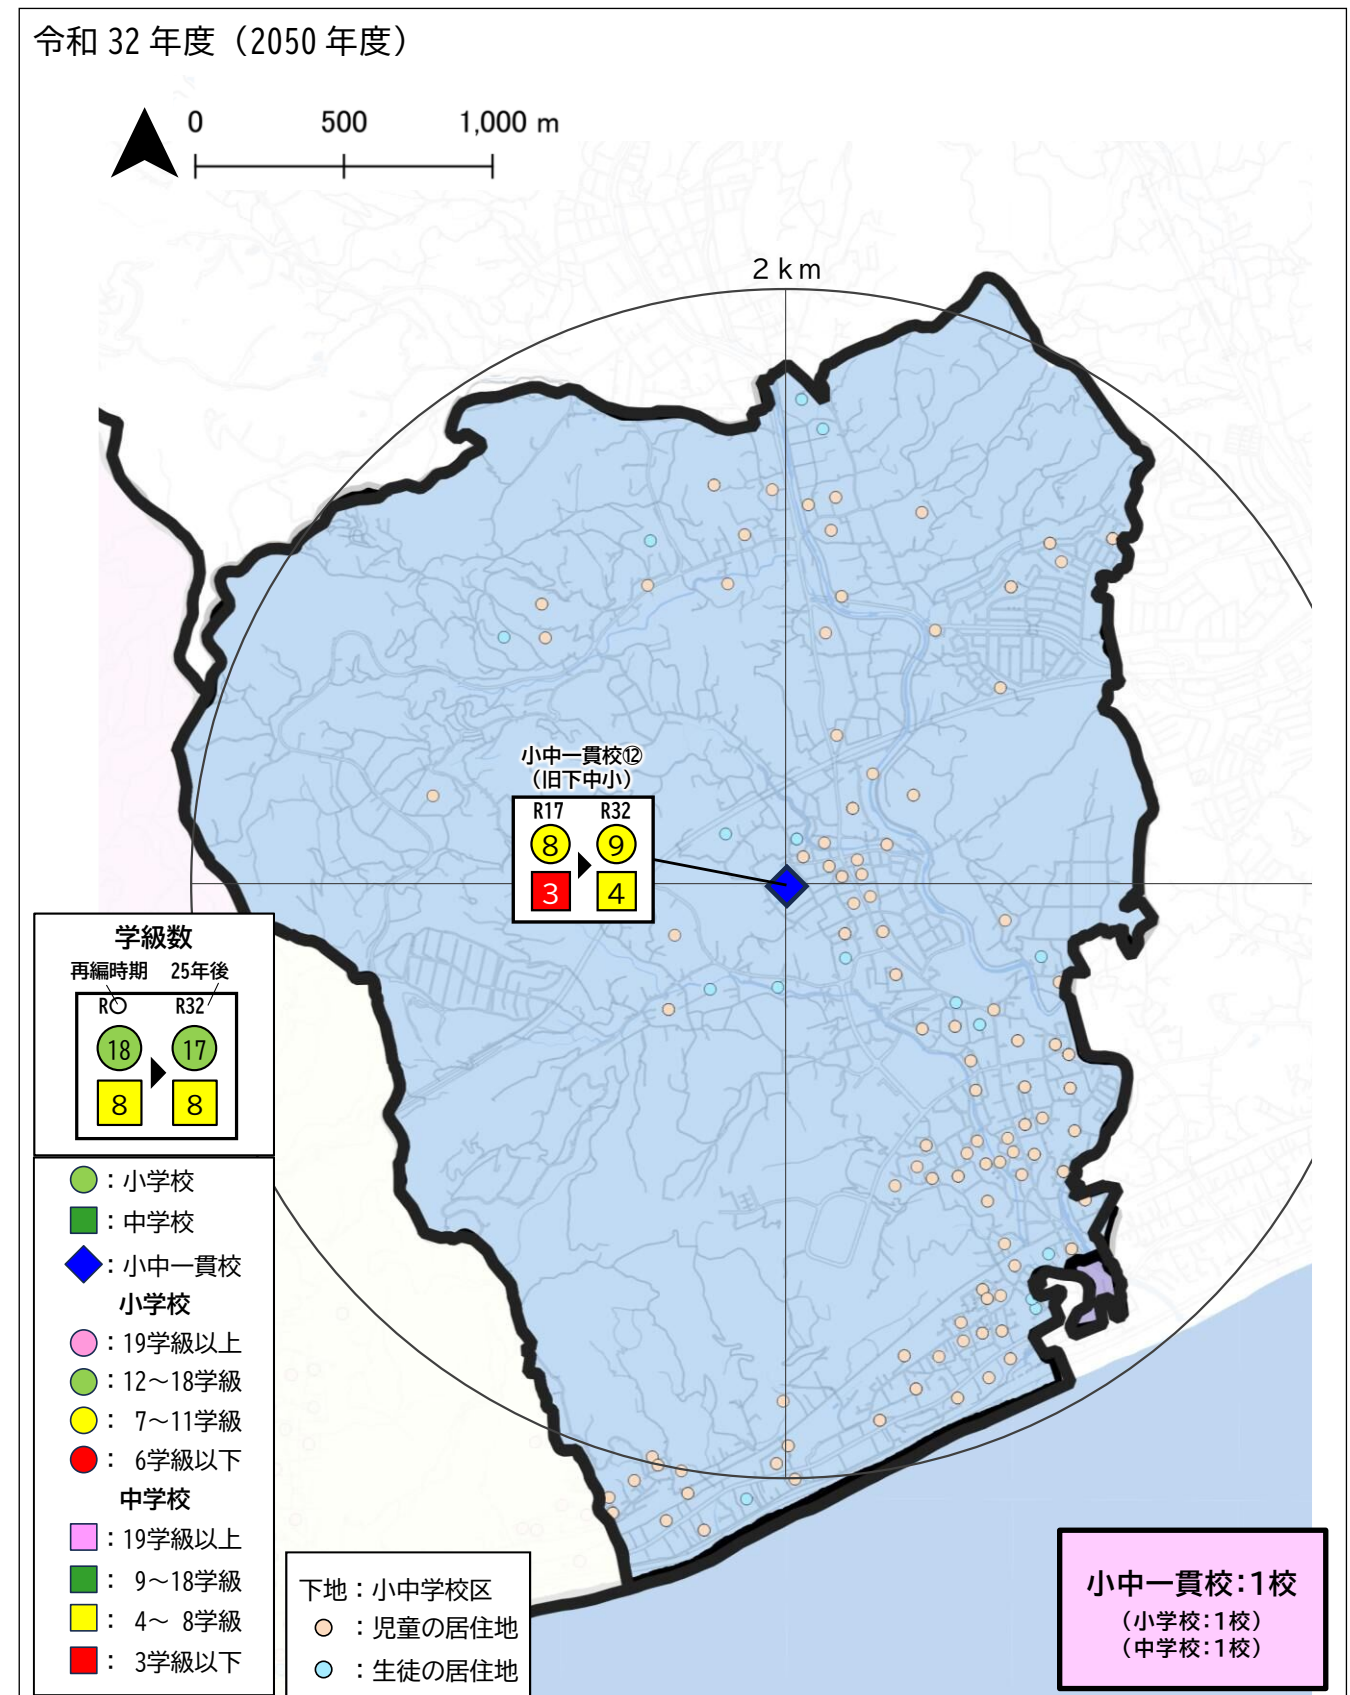 令和 32 年度（2050 年度）
0 500 1,000 m
２ｋｍ
小中一貫校⑫
（旧下中小）
R17 R32
8 9
3 4
学級数
再編時期 25年後
R〇 R32
18 17
8 8
：小学校
：中学校
：小中一貫校
小学校
：19学級以上
：12～18学級
： 7～11学級
： 6学級以下
中学校
：19学級以上
： 9～18学級
： 4～ 8学級
： 3学級以下
下地：小中学校区
：児童の居住地
：生徒の居住地
小中一貫校：1校
（小学校：1校）
（中学校：1校）